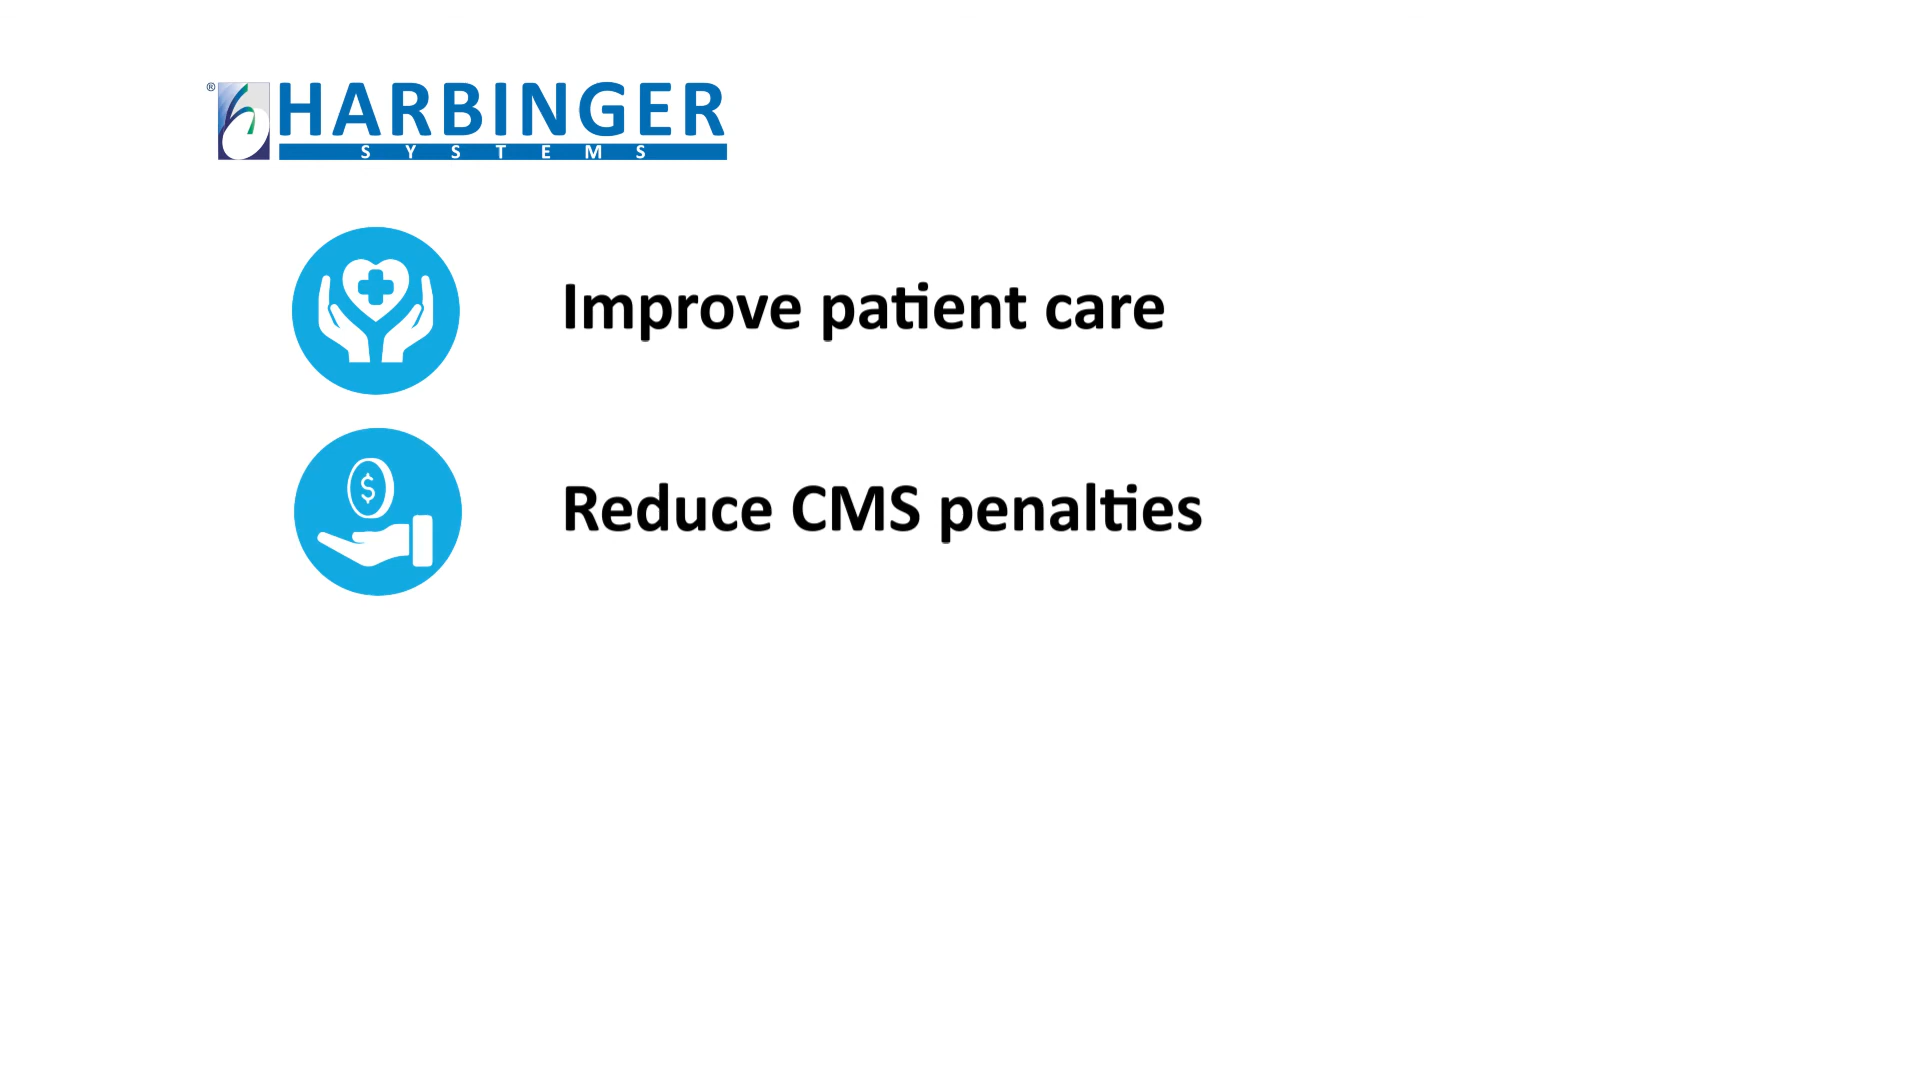 ® HARBINGER
SYSTEMS
Improve patient care
$
Reduce CMS penalties